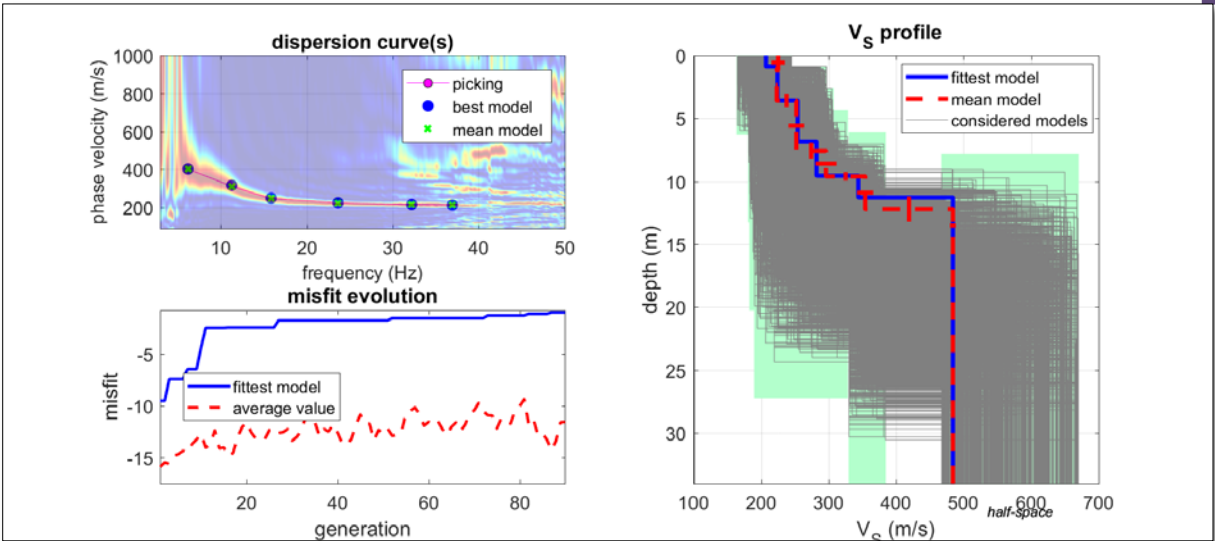 dispersion curve(s)
1000
800
600
400
200
phase velocity (m/s)
picking
best model
mean model
10
20
30
40
50
frequency (Hz)
misfit evolution
-5
-10
-15
misfit
fittest model
average value
20
40
60
80
generation
V_S profile
0
5
10
15
20
25
30
depth (m)
fittest model
mean model
considered models
100
200
300
400
500
600
700
half-space
V_S (m/s)